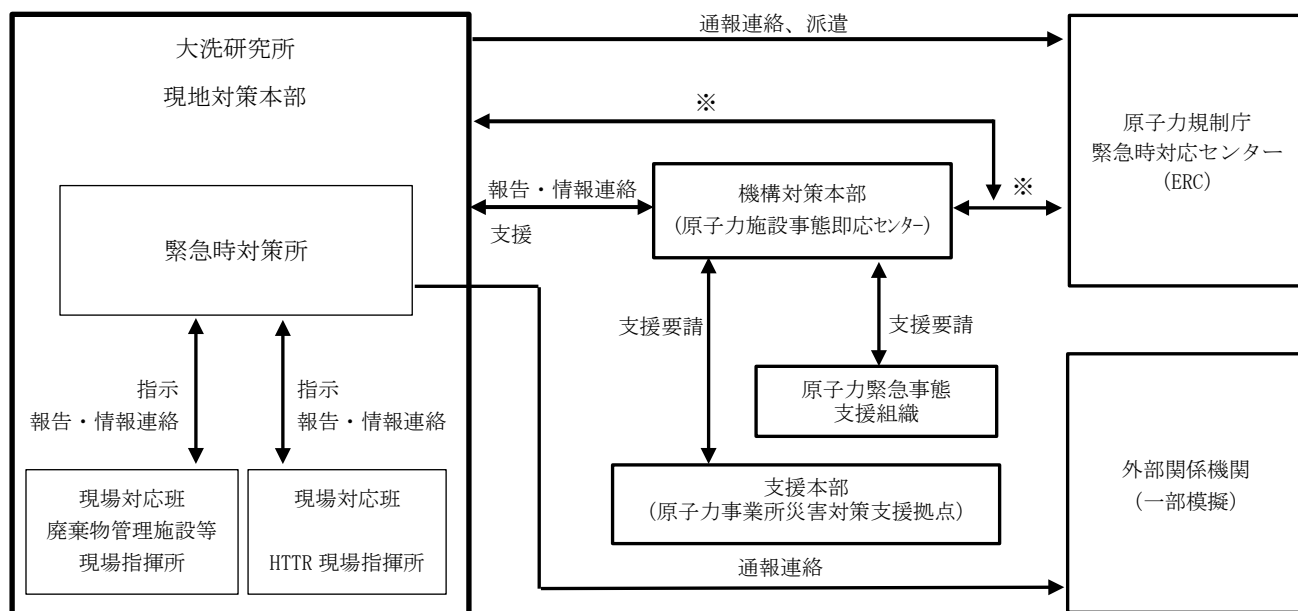 大洗研究所
現地対策本部
緊急時対策所
指示
報告・情報連絡
指示
報告・情報連絡
現場対応班
廃棄物管理施設等
現場指揮所
現場対応班
HTTR 現場指揮所
通報連絡、派遣
※
報告・情報連絡
支援
機構対策本部
(原子力施設事態即応センター)
※
支援要請
支援要請
原子力緊急事態
支援組織
支援本部
(原子力事業所災害対策支援拠点)
通報連絡
原子力規制庁
緊急時対応センター
(ERC)
外部関係機関
(一部模擬)